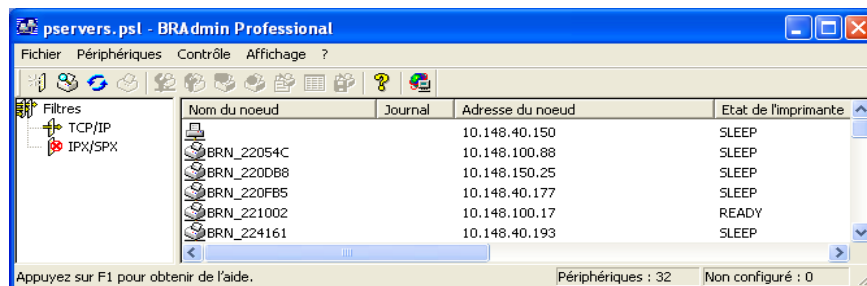 pservers.psl - BRAdmin Professional
Fichier Périphériques Contrôle Affichage ?
Filtres
TCP/IP
IPX/SPX
Nom du noeud Journal Adresse du noeud Etat de l'imprimante
10.148.40.150 SLEEP
BRN_22054C 10.148.100.88 SLEEP
BRN_220DB8 10.148.150.25 SLEEP
BRN_220FB5 10.148.40.177 SLEEP
BRN_221002 10.148.100.17 READY
BRN_224161 10.148.40.193 SLEEP
Appuyez sur F1 pour obtenir de l'aide. Périphériques : 32 Non configuré : 0